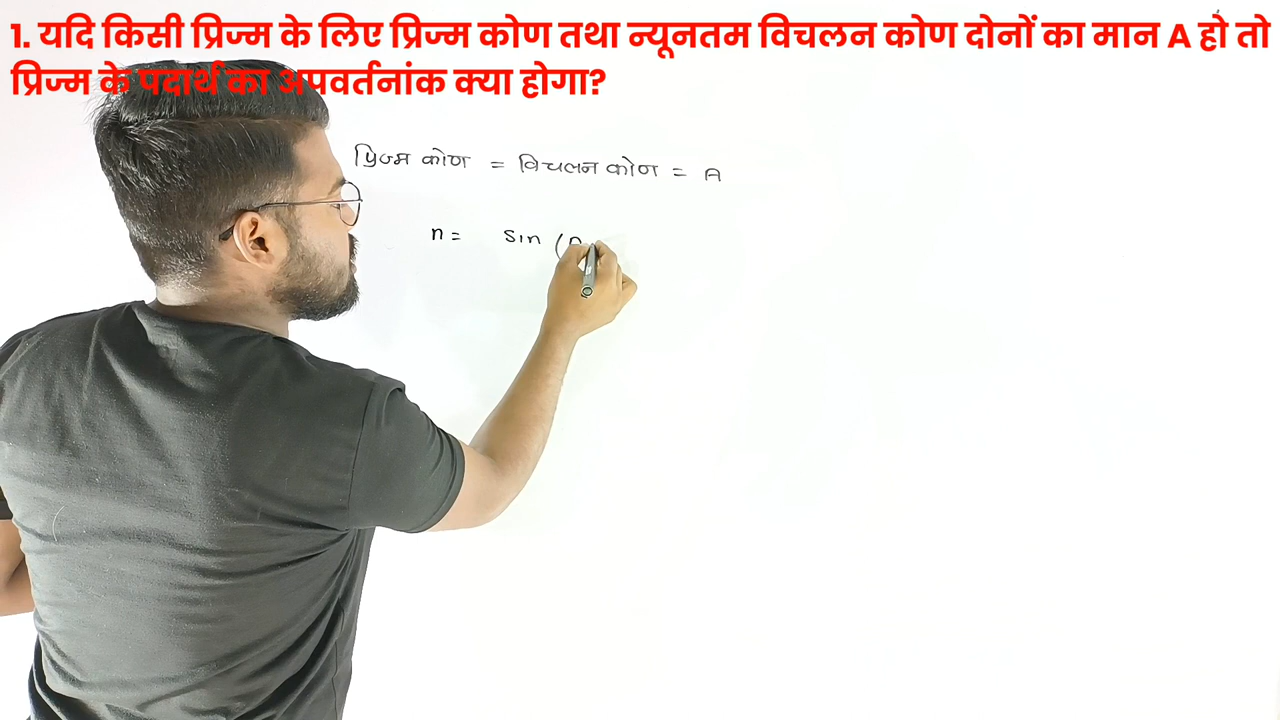 1. यदि किसी प्रिज्म के लिए प्रिज्म कोण तथा न्यूनतम विचलन कोण दोनों का मान A हो तो
प्रिज्म के पदार्थ का अपवर्तनांक क्या होगा?
प्रिज्म कोण = विचलन कोण = A
n = sin (